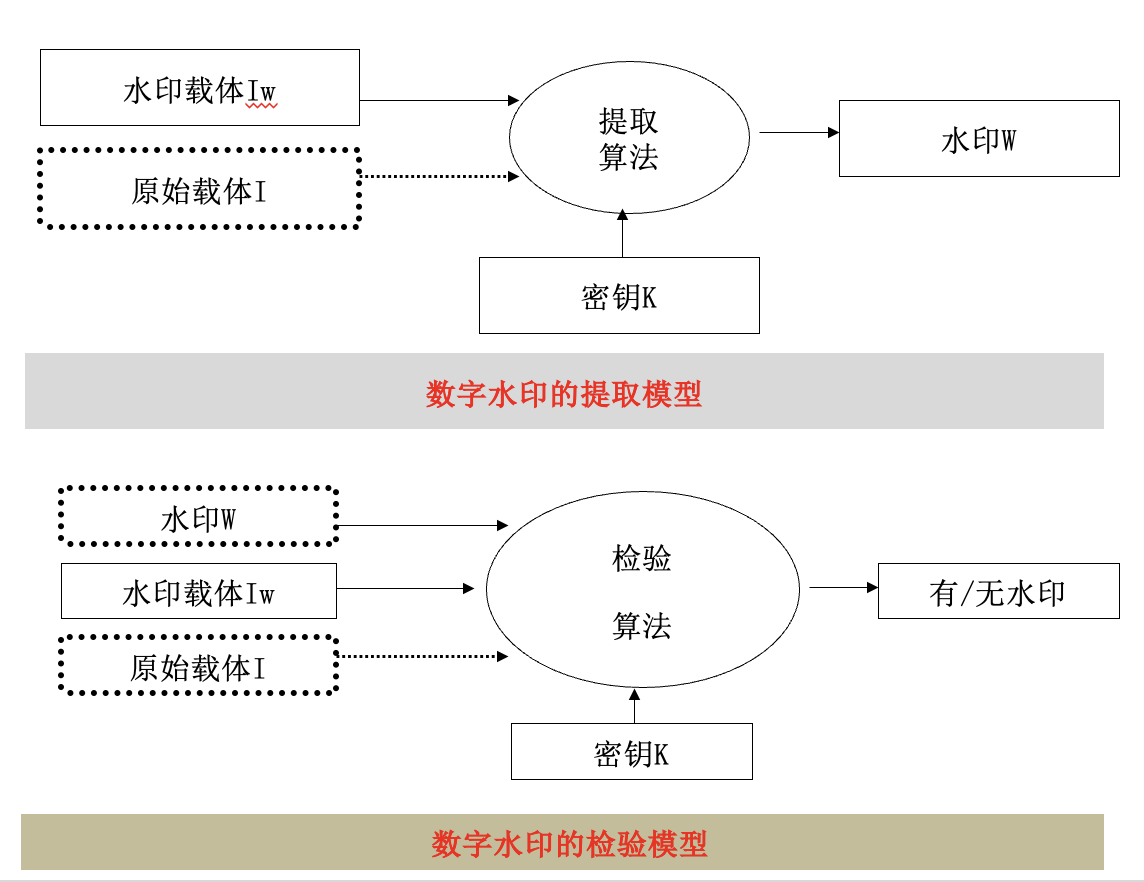 水印载体Iw
原始载体I
提取
算法
水印W
密钥K
数字水印的提取模型
水印W
水印载体Iw
原始载体I
检验
算法
有/无水印
密钥K
数字水印的检验模型